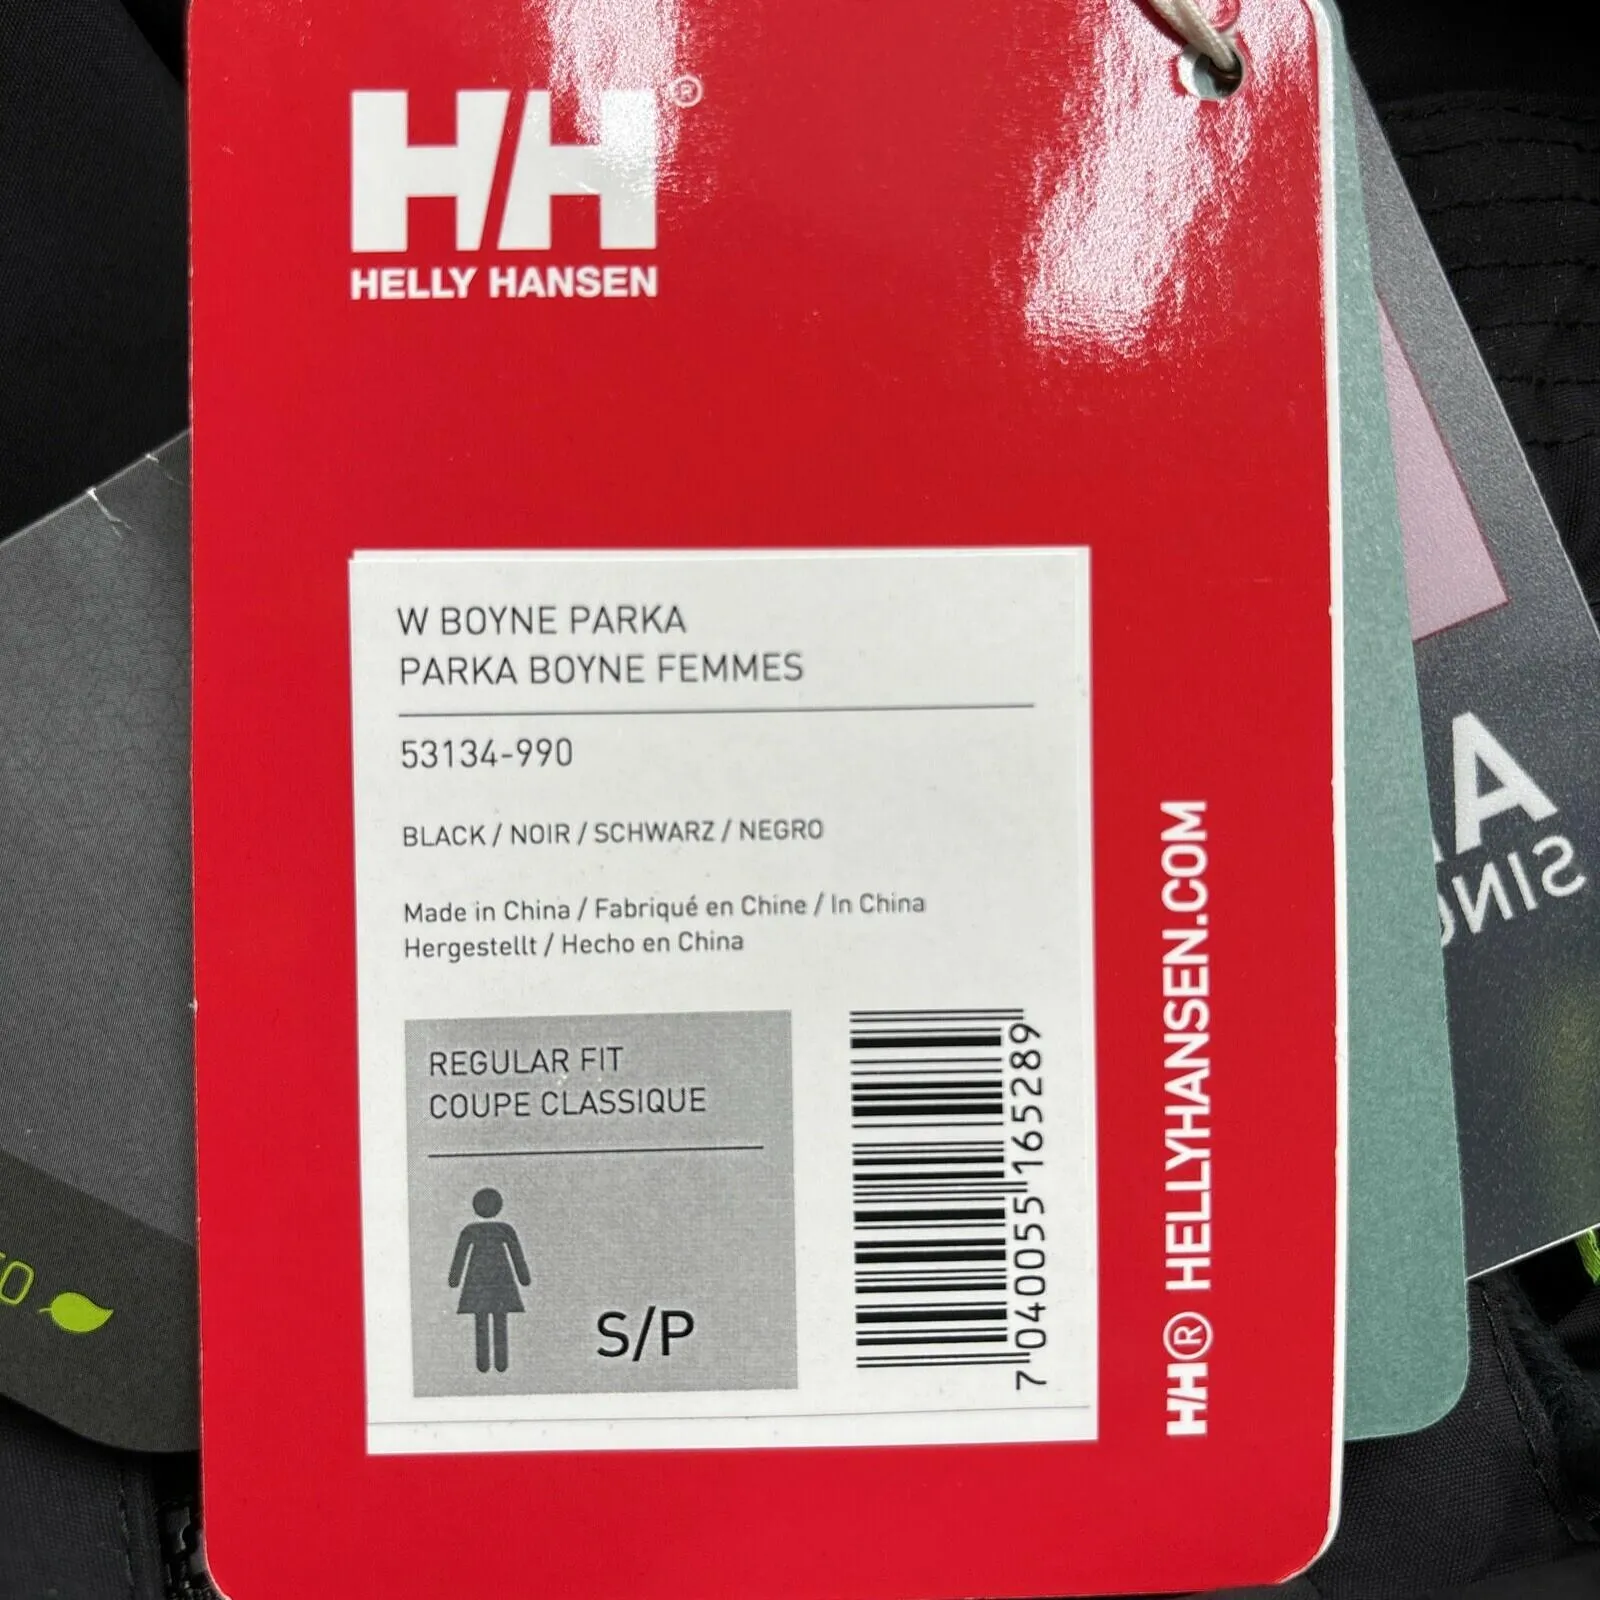 HH®
HELLY HANSEN
W BOYNE PARKA
PARKA BOYNE FEMMES
53134-990
BLACK / NOIR / SCHWARZ / NEGRO
Made in China / Fabriqué en Chine / In China
Hergestellt / Hecho en China
REGULAR FIT
COUPE CLASSIQUE
S/P
7 040055 165289
HH® HELLYHANSEN.COM